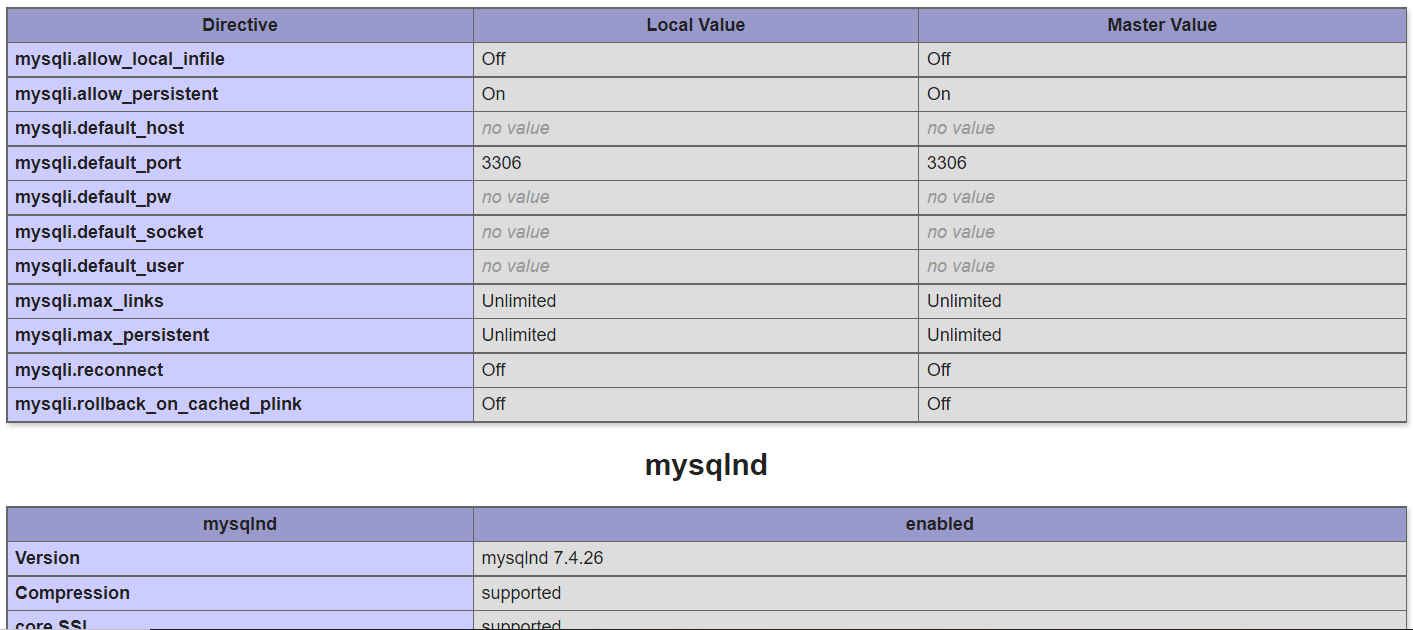 Directive Local Value Master Value
mysqli.allow_local_infile Off Off
mysqli.allow_persistent On On
mysqli.default_host no value no value
mysqli.default_port 3306 3306
mysqli.default_pw no value no value
mysqli.default_socket no value no value
mysqli.default_user no value no value
mysqli.max_links Unlimited Unlimited
mysqli.max_persistent Unlimited Unlimited
mysqli.reconnect Off Off
mysqli.rollback_on_cached_plink Off Off
mysqlnd
mysqlnd enabled
Version mysqlnd 7.4.26
Compression supported
core SSL supported